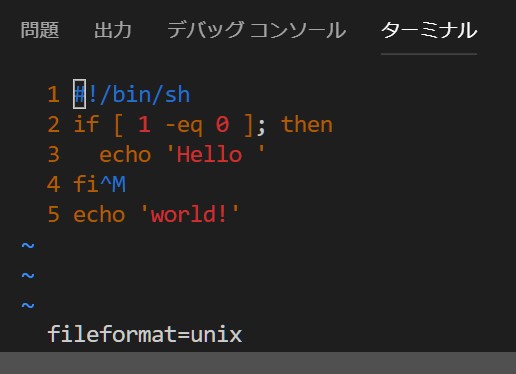 問題 出力 デバッグ コンソール ターミナル
1 #!/bin/sh
2 if [ 1 -eq 0 ]; then
3   echo 'Hello '
4 fi^M
5 echo 'world!'
~
~
~
fileformat=unix